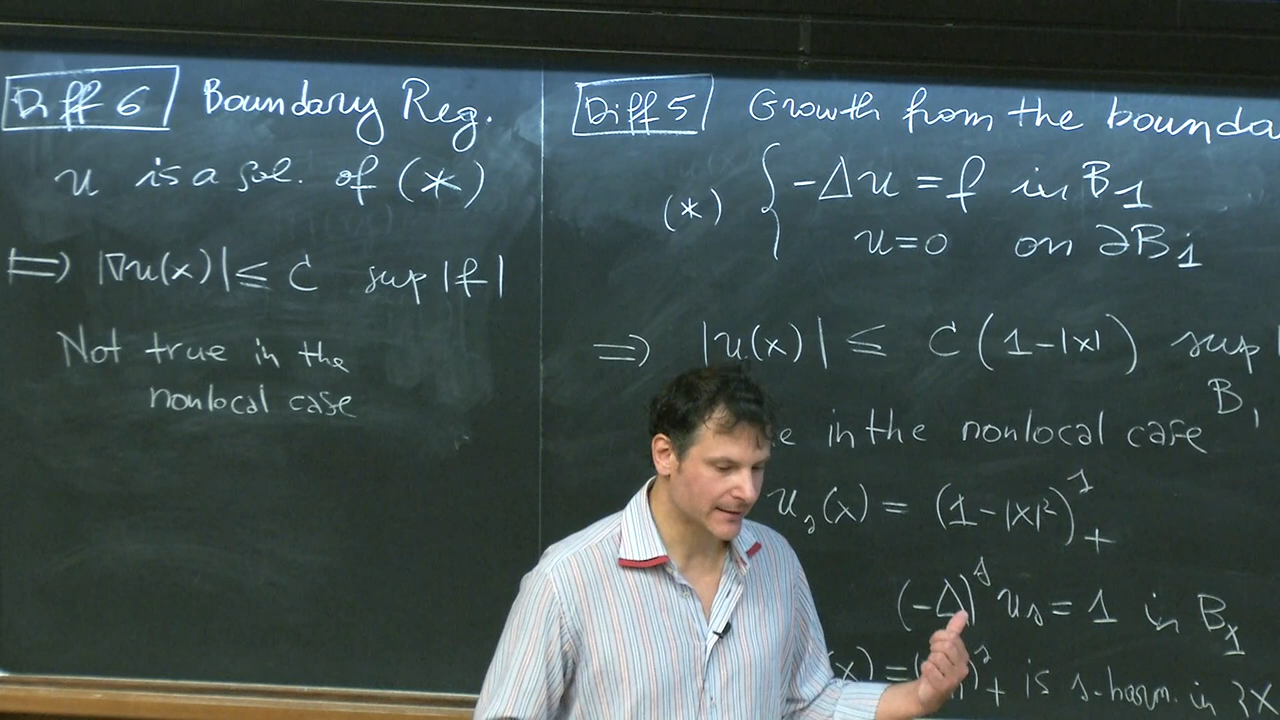 Diff 6 Boundary Reg.
u is a sol. of (*)
⟹ |∇u(x)| ≤ C sup |f|
Not true in the
nonlocal case
Diff 5 Growth from the bounda
(*) { -Δu = f in B₁
u=0 on ∂B₁
⟹ |u(x)| ≤ C(1-|x|) sup |
B₁
e in the nonlocal case
uₛ(x) = (1-|x|²)₊ˢ
(-Δ)ˢ uₛ = 1 in B₁
x) = ( )₊ˢ is s-harm. in {x